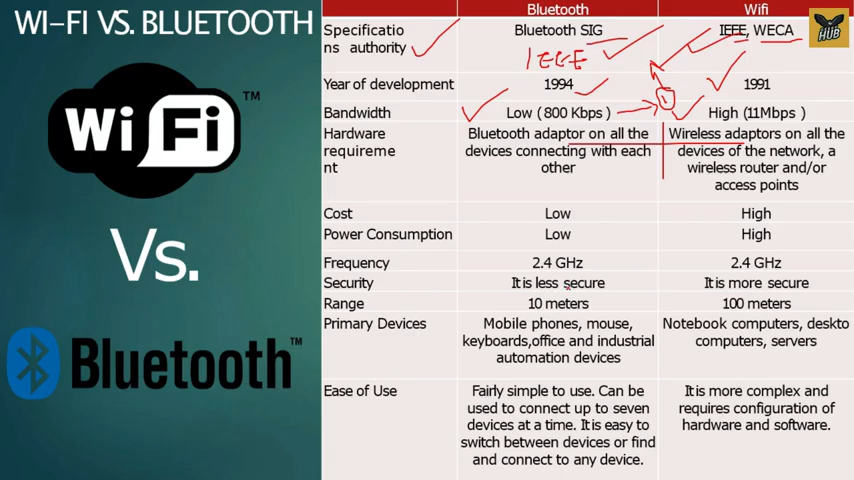 WI-FI VS. BLUETOOTH
Wi Fi TM
Vs.
Bluetooth TM
Bluetooth Wifi
HUB
Specificatio
ns authority
Bluetooth SIG
IEEE
IEEE, WECA
Year of development 1994 1991
1
Bandwidth Low ( 800 Kbps) High (11Mbps )
Hardware
requireme
nt
Bluetooth adaptor on all the
devices connecting with each
other
Wireless adaptors on all the
devices of the network, a
wireless router and/or
access points
Cost Low High
Power Consumption Low High
Frequency 2.4 GHz 2.4 GHz
Security It is less secure It is more secure
Range 10 meters 100 meters
Primary Devices
Mobile phones, mouse,
keyboards,office and industrial
automation devices
Notebook computers, deskto
computers, servers
Ease of Use
Fairly simple to use. Can be
used to connect up to seven
devices at a time. It is easy to
switch between devices or find
and connect to any device.
It is more complex and
requires configuration of
hardware and software.